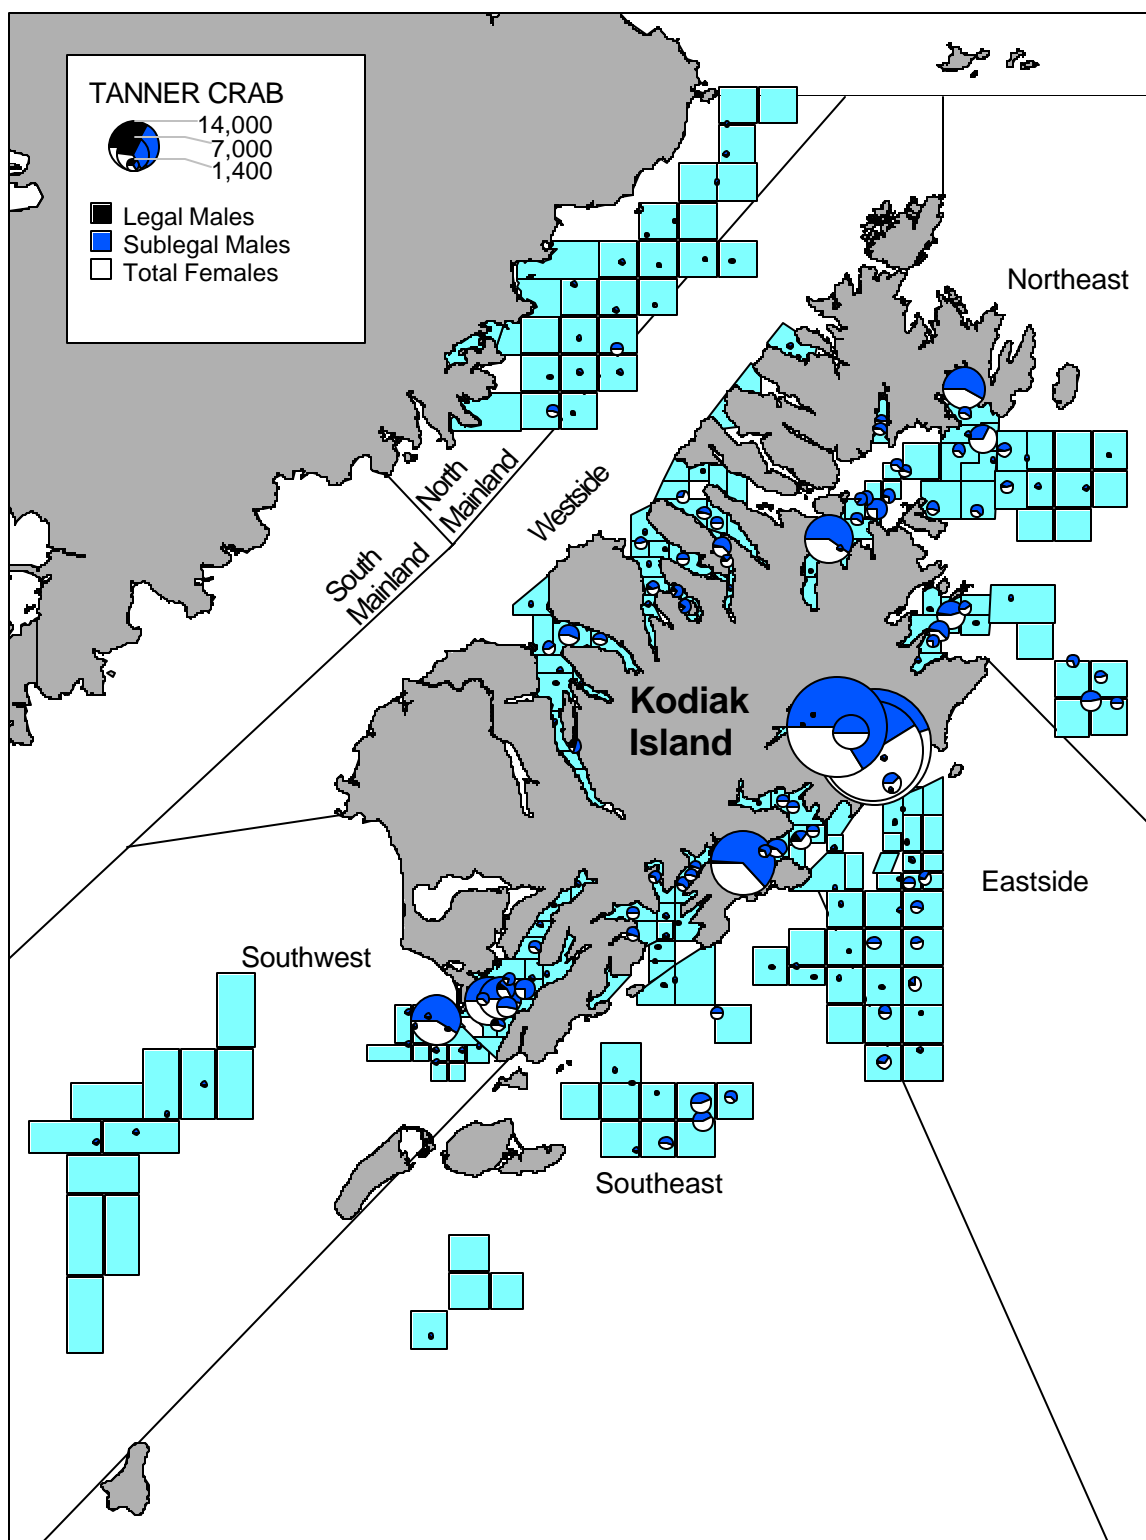 TANNER CRAB
14,000
7,000
1,400
Legal Males
Sublegal Males
Total Females
Northeast
North
Mainland
Westside
South
Mainland
Kodiak
Island
Eastside
Southwest
Southeast